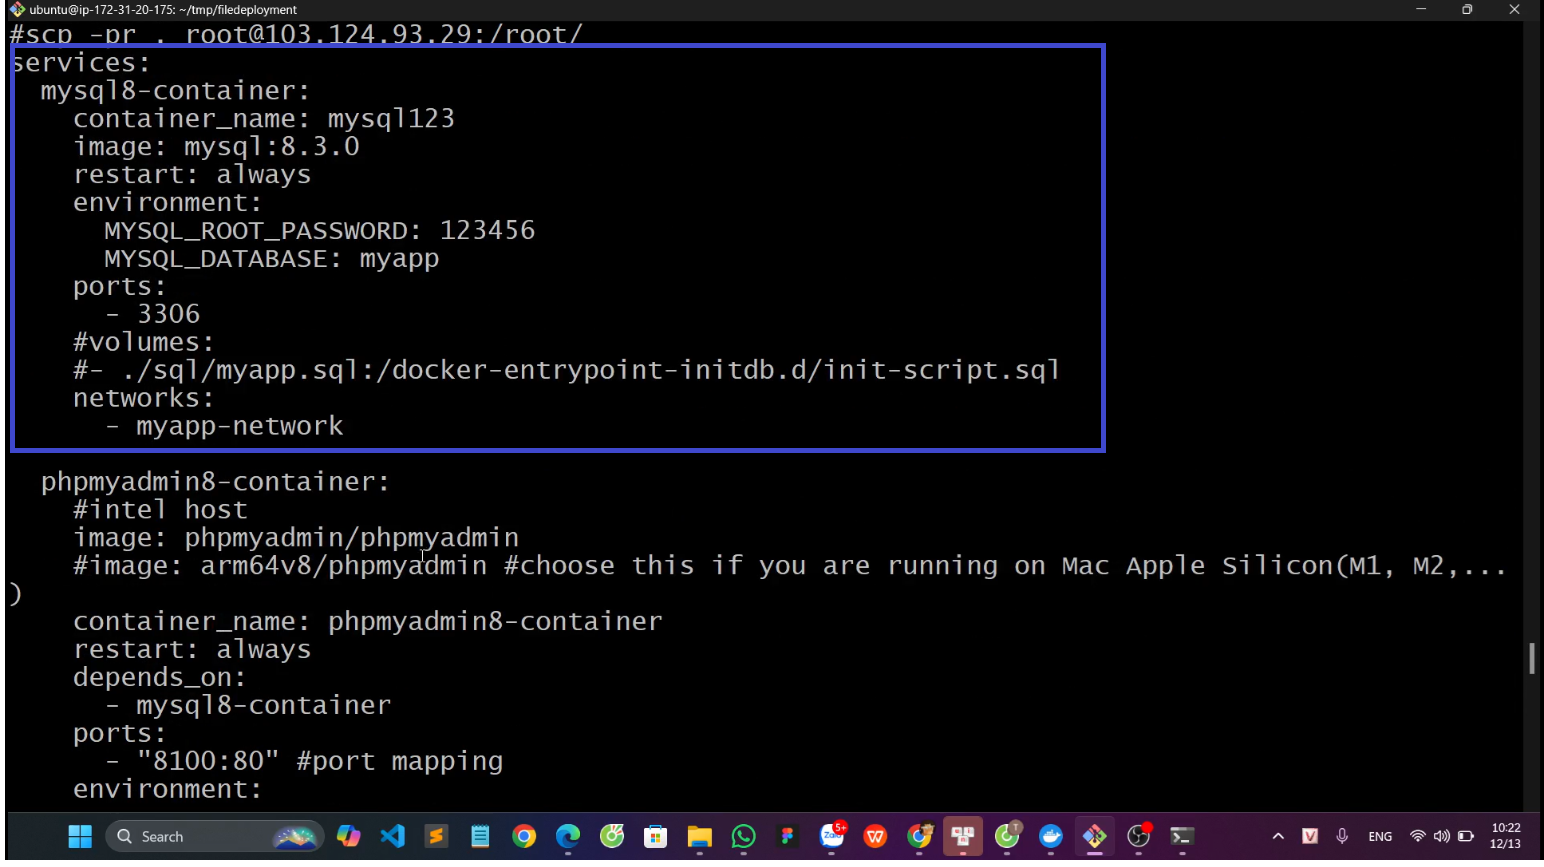 ubuntu@ip-172-31-20-175: ~/tmp/filedeployment
#scp -pr . root@103.124.93.29:/root/
services:
  mysql8-container:
    container_name: mysql123
    image: mysql:8.3.0
    restart: always
    environment:
      MYSQL_ROOT_PASSWORD: 123456
      MYSQL_DATABASE: myapp
    ports:
      - 3306
    #volumes:
    #- ./sql/myapp.sql:/docker-entrypoint-initdb.d/init-script.sql
    networks:
      - myapp-network
  phpmyadmin8-container:
    #intel host
    image: phpmyadmin/phpmyadmin
    #image: arm64v8/phpmyadmin #choose this if you are running on Mac Apple Silicon(M1, M2,...
)
    container_name: phpmyadmin8-container
    restart: always
    depends_on:
      - mysql8-container
    ports:
      - "8100:80" #port mapping
    environment:
Search
5+
T
ENG
10:22
12/13